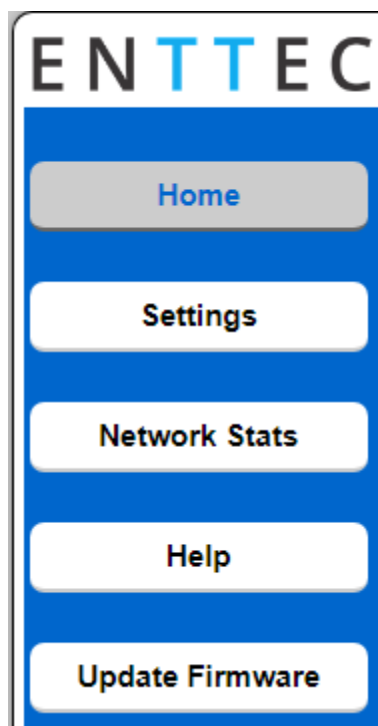 ENTTEC
Home
Settings
Network Stats
Help
Update Firmware